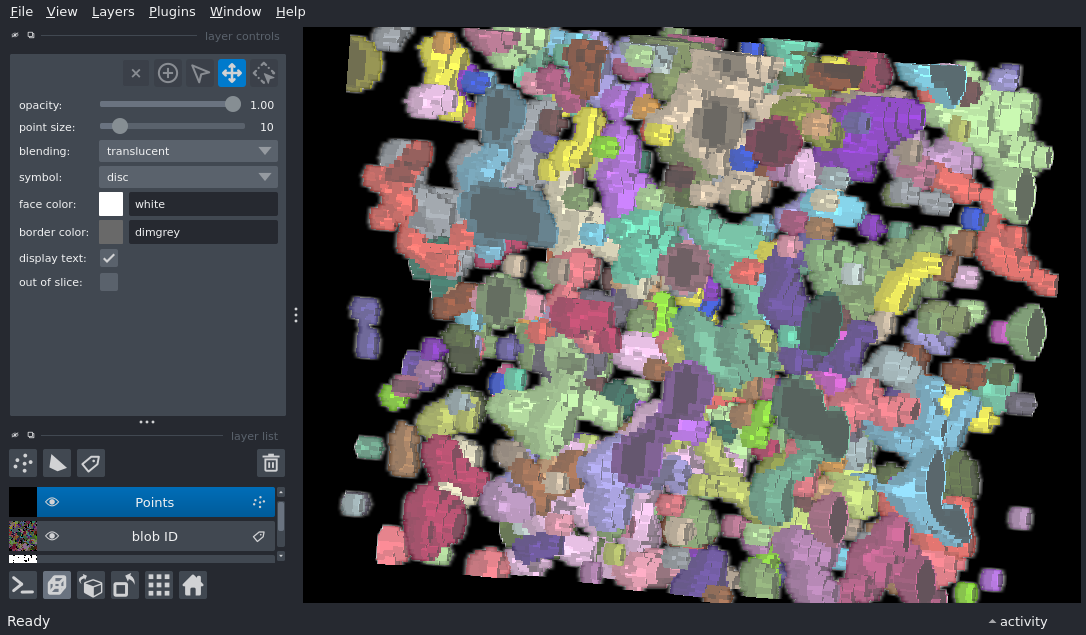 File View Layers Plugins Window Help
layer controls
opacity: 1.00
point size: 10
blending: translucent
symbol: disc
face color: white
border color: dimgrey
display text:
out of slice:
layer list
Points
blob ID
Ready
activity